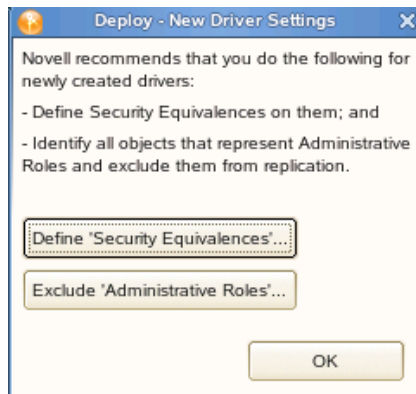 Deploy - New Driver Settings
Novell recommends that you do the following for
newly created drivers:
- Define Security Equivalences on them; and
- Identify all objects that represent Administrative
Roles and exclude them from replication.
Define 'Security Equivalences'...
Exclude 'Administrative Roles'...
OK